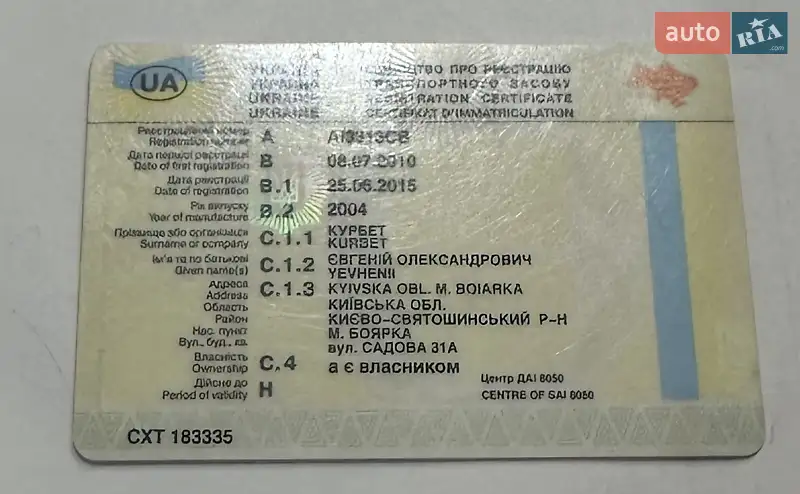 auto RIA .com
UA
УКРАЇНА СВІДОЦТВО ПРО РЕЄСТРАЦІЮ
УКРАИНА ТРАНСПОРТНОГО ЗАСОБУ
UKRAINE REGISTRATION CERTIFICATE
UKRAINE CERTIFICAT D'IMMATRICULATION
Реєстраційний номер
Registration number A AI3313CB
Дата першої реєстрації
Date of first registration B 08.07.2010
Дата реєстрації
Date of registration B.1 25.06.2015
Рік випуску
Year of manufacture B.2 2004
Прізвище або організація
Surname or company C.1.1 КУРБЕТ
KURBET
Ім'я та по батькові
Given name(s) C.1.2 ЄВГЕНІЙ ОЛЕКСАНДРОВИЧ
YEVHENII
Адреса
Address C.1.3 KYIVSKA OBL. M. BOIARKA
Область КИЇВСЬКА ОБЛ.
Район КИЄВО-СВЯТОШИНСЬКИЙ Р-Н
Нас. пункт М. БОЯРКА
Вул., буд., кв. вул. САДОВА 31А
Власність
Ownership C.4 а є власником
Дійсно до
Period of validity H
Центр ДАІ 8050
CENTRE OF SAI 8050
СХТ 183335